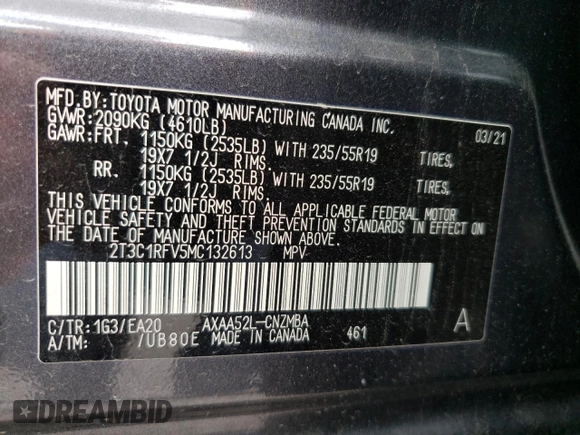 MFD.BY:TOYOTA MOTOR MANUFACTURING CANADA INC.
GVWR:2090KG (4610LB) 03/21
GAWR:FRT. 1150KG (2535LB) WITH 235/55R19 TIRES,
19X7 1/2J RIMS.
RR. 1150KG (2535LB) WITH 235/55R19 TIRES,
19X7 1/2J RIMS.
THIS VEHICLE CONFORMS TO ALL APPLICABLE FEDERAL MOTOR
VEHICLE SAFETY AND THEFT PREVENTION STANDARDS IN EFFECT ON
THE DATE OF MANUFACTURE SHOWN ABOVE.
2T3C1RFV5MC132613 MPV
C/TR:1G3/EA20 AXAA52L-CNZMBA A
A/TM: /UB80E MADE IN CANADA 461
DREAMBID